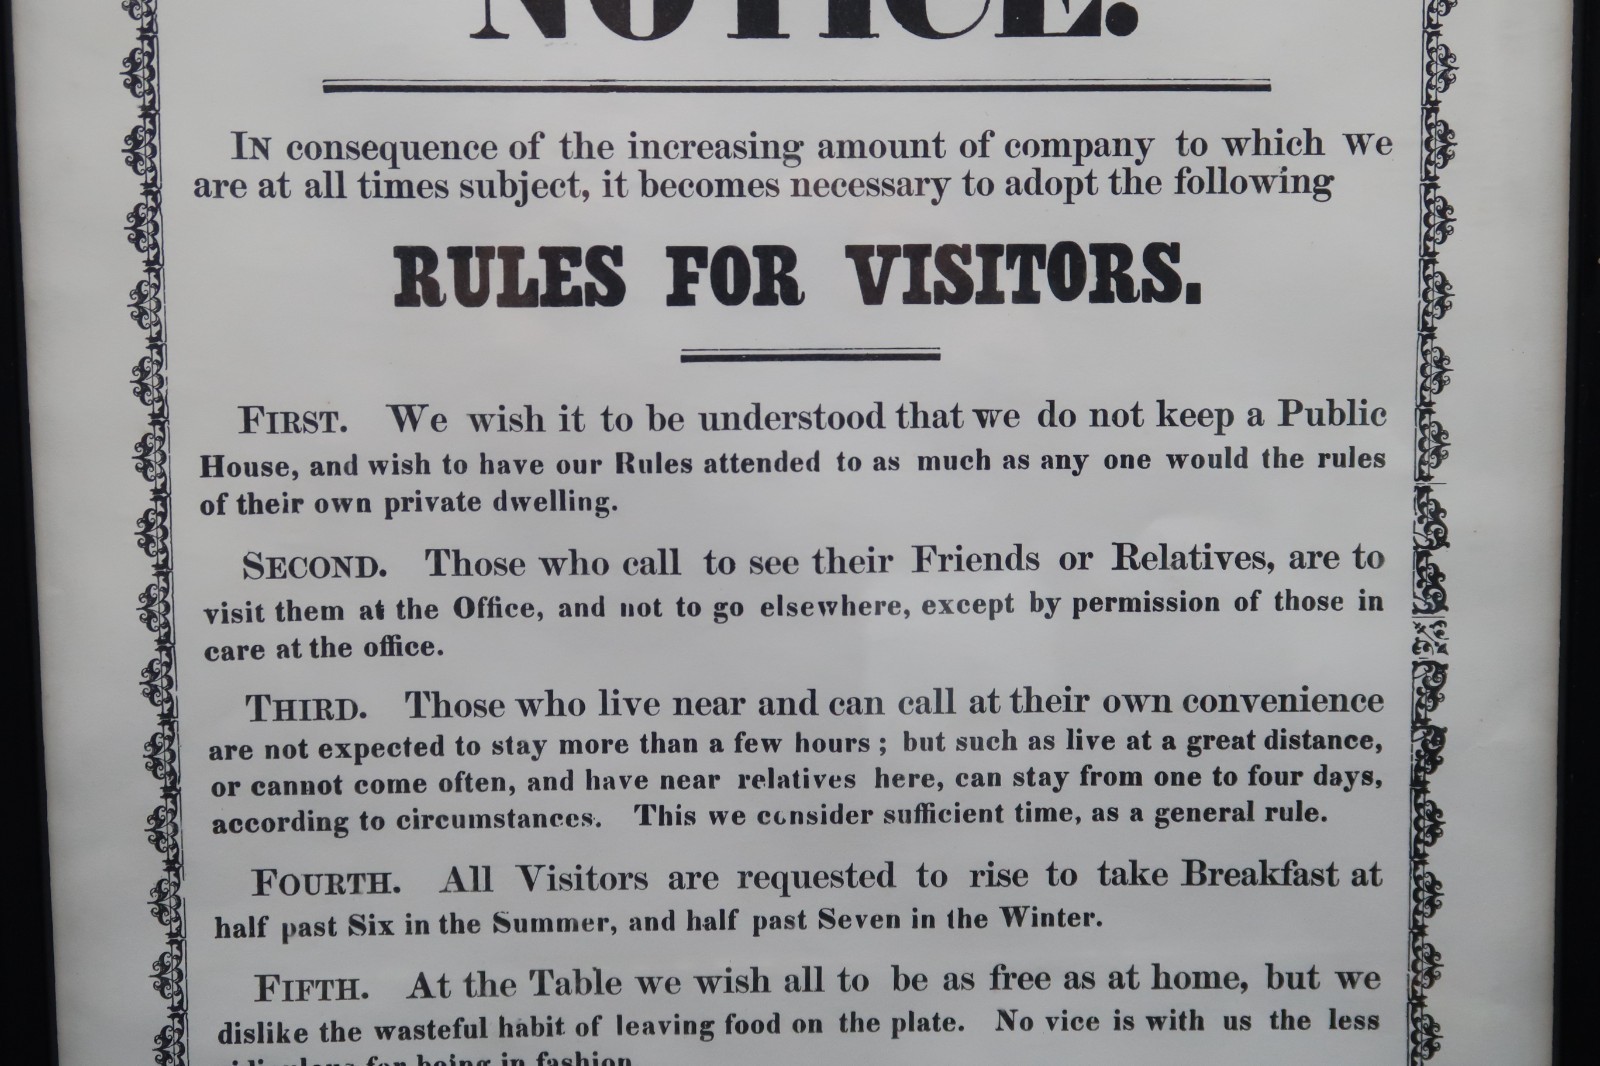 NOTICE.
IN consequence of the increasing amount of company to which we
are at all times subject, it becomes necessary to adopt the following
RULES FOR VISITORS.
FIRST. We wish it to be understood that we do not keep a Public
House, and wish to have our Rules attended to as much as any one would the rules
of their own private dwelling.
SECOND. Those who call to see their Friends or Relatives, are to
visit them at the Office, and not to go elsewhere, except by permission of those in
care at the office.
THIRD. Those who live near and can call at their own convenience
are not expected to stay more than a few hours; but such as live at a great distance,
or cannot come often, and have near relatives here, can stay from one to four days,
according to circumstances. This we consider sufficient time, as a general rule.
FOURTH. All Visitors are requested to rise to take Breakfast at
half past Six in the Summer, and half past Seven in the Winter.
FIFTH. At the Table we wish all to be as free as at home, but we
dislike the wasteful habit of leaving food on the plate. No vice is with us the less
ridiculous for being in fashion.